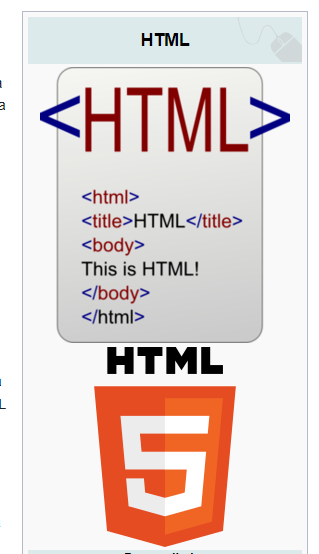 HTML
<HTML>
<html>
<title>HTML</title>
<body>
This is HTML!
</body>
</html>
HTML
5